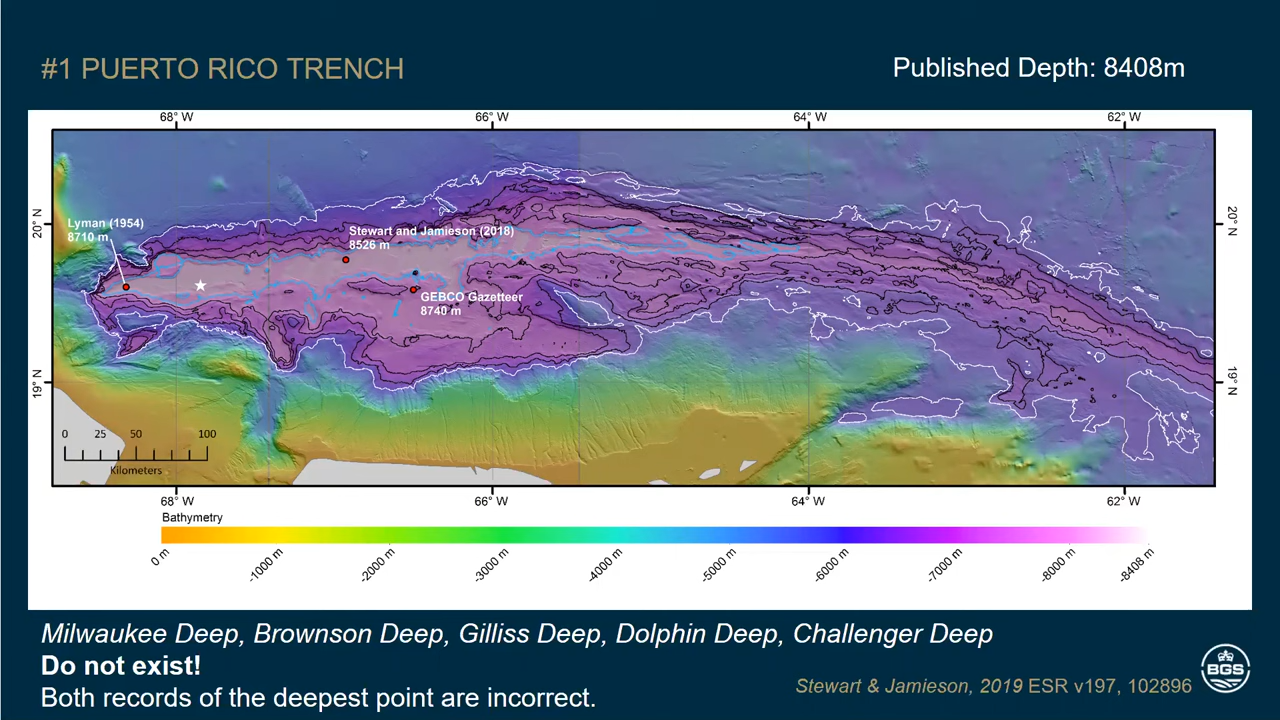 #1 PUERTO RICO TRENCH
Published Depth: 8408m
68° W
66° W
64° W
62° W
20° N
19° N
20° N
19° N
Lyman (1954)
8710 m
Stewart and Jamieson (2018)
8526 m
GEBCO Gazetteer
8740 m
0 25 50 100
Kilometers
68° W
66° W
64° W
62° W
Bathymetry
0 m
-1000 m
-2000 m
-3000 m
-4000 m
-5000 m
-6000 m
-7000 m
-8000 m
-8408 m
Milwaukee Deep, Brownson Deep, Gilliss Deep, Dolphin Deep, Challenger Deep
Do not exist!
Both records of the deepest point are incorrect.
Stewart & Jamieson, 2019 ESR v197, 102896
BGS